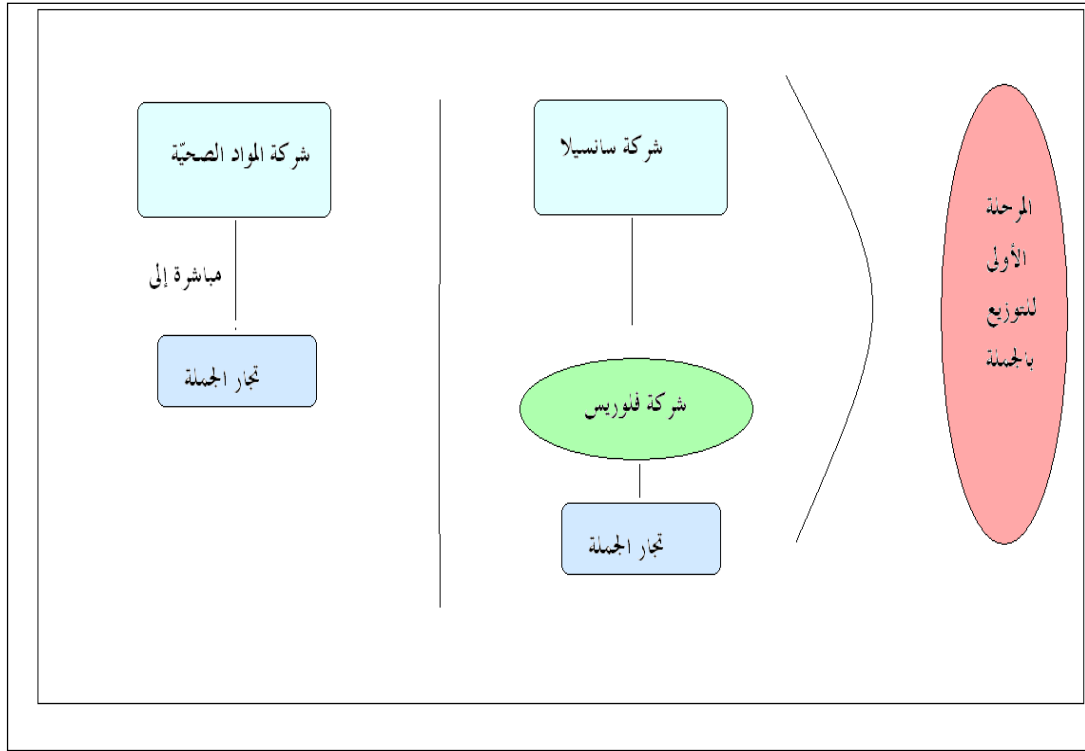 المرحلة
الأولى
للتوزيع
بالجملة
شركة سانسيلا
شركة فلوريس
تجار الجملة
شركة المواد الصحيّة
مباشرة إلى
تجار الجملة